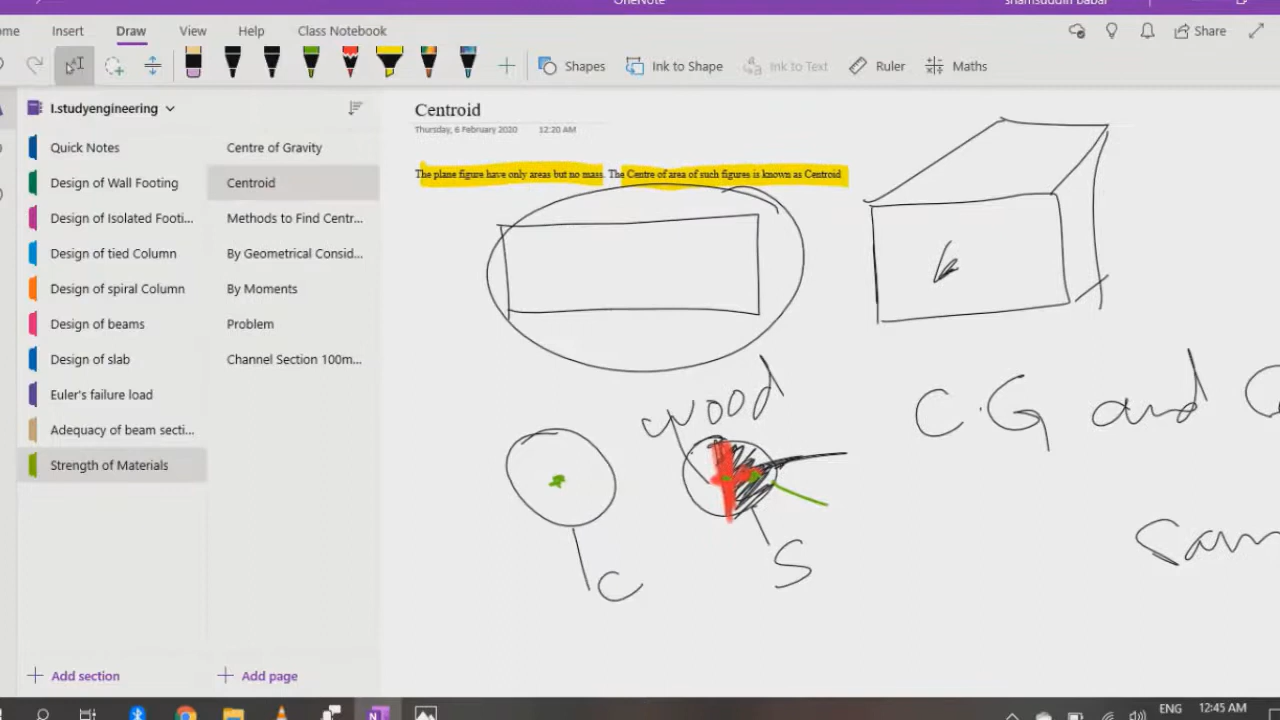 OneNote
shamsuddin babar
Insert
Draw
View
Help
Class Notebook
Share
Shapes
Ink to Shape
Ink to Text
Ruler
Maths
I.studyengineering
Quick Notes
Design of Wall Footing
Design of Isolated Footi...
Design of tied Column
Design of spiral Column
Design of beams
Design of slab
Euler's failure load
Adequacy of beam secti...
Strength of Materials
Add section
Centre of Gravity
Centroid
Methods to Find Centr...
By Geometrical Consid...
By Moments
Problem
Channel Section 100m...
Add page
Centroid
Thursday, 6 February 2020 12:20 AM
The plane figure have only areas but no mass. The Centre of area of such figures is known as Centroid
wood
C.G and
C
S
ENG
12:45 AM